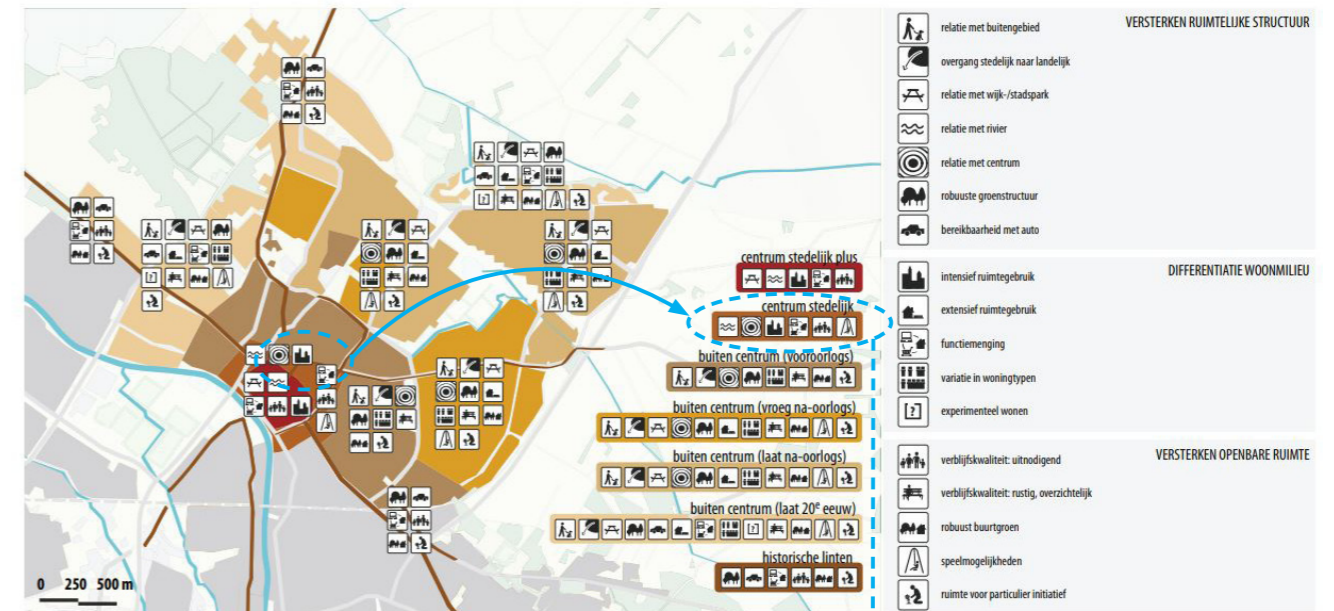 centrum stedelijk plus
centrum stedelijk
buiten centrum (vooroorlogs)
buiten centrum (vroeg na-oorlogs)
buiten centrum (laat na-oorlogs)
buiten centrum (laat 20e eeuw)
historische linten
0 250 500 m
VERSTERKEN RUIMTELIJKE STRUCTUUR
relatie met buitengebied
overgang stedelijk naar landelijk
relatie met wijk-/stadspark
relatie met rivier
relatie met centrum
robuuste groenstructuur
bereikbaarheid met auto
DIFFERENTIATIE WOONMILIEU
intensief ruimtegebruik
extensief ruimtegebruik
functiemenging
variatie in woningtypen
[?] experimenteel wonen
VERSTERKEN OPENBARE RUIMTE
verblijfskwaliteit: uitnodigend
verblijfskwaliteit: rustig, overzichtelijk
robuust buurtgroen
speelmogelijkheden
ruimte voor particulier initiatief